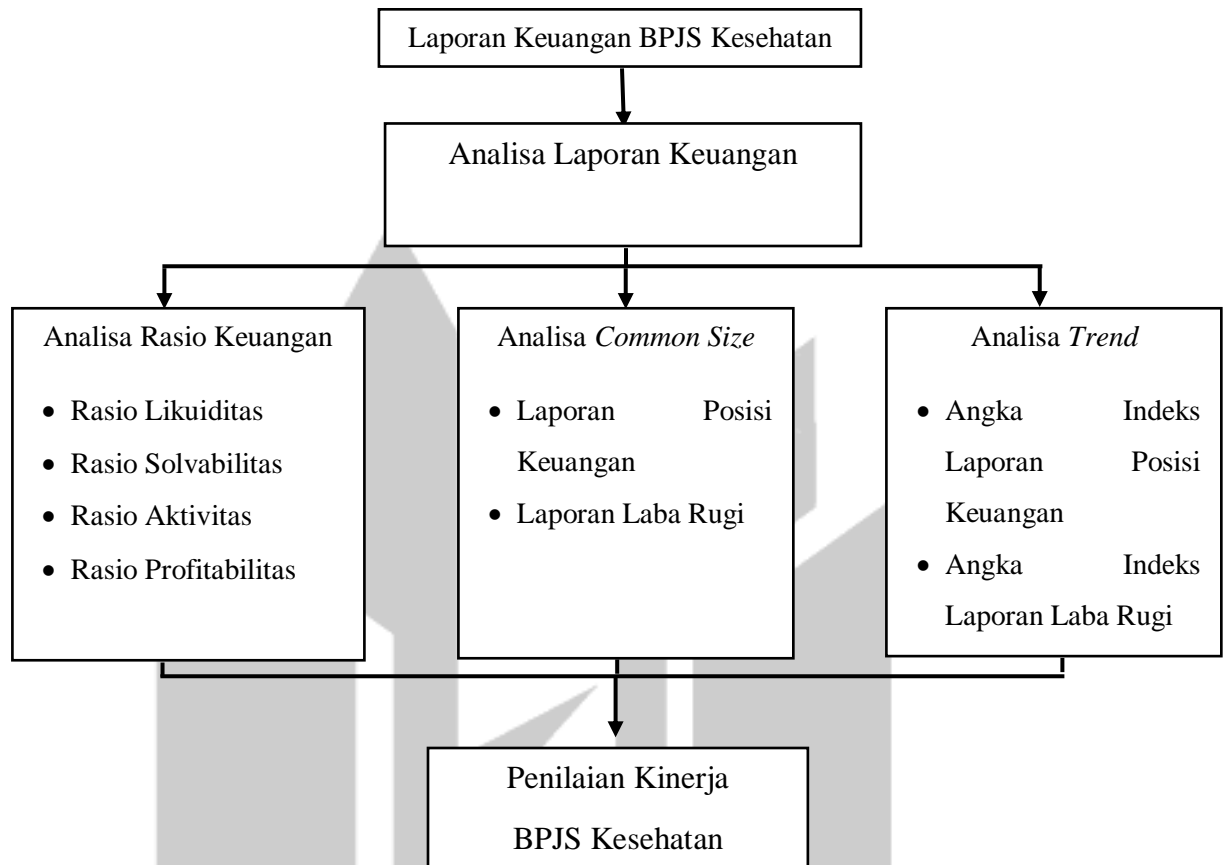 Laporan Keuangan BPJS Kesehatan
Analisa Laporan Keuangan
Analisa Rasio Keuangan
• Rasio Likuiditas
• Rasio Solvabilitas
• Rasio Aktivitas
• Rasio Profitabilitas
Analisa Common Size
• Laporan Posisi
Keuangan
• Laporan Laba Rugi
Analisa Trend
• Angka Indeks
Laporan Posisi
Keuangan
• Angka Indeks
Laporan Laba Rugi
Penilaian Kinerja
BPJS Kesehatan